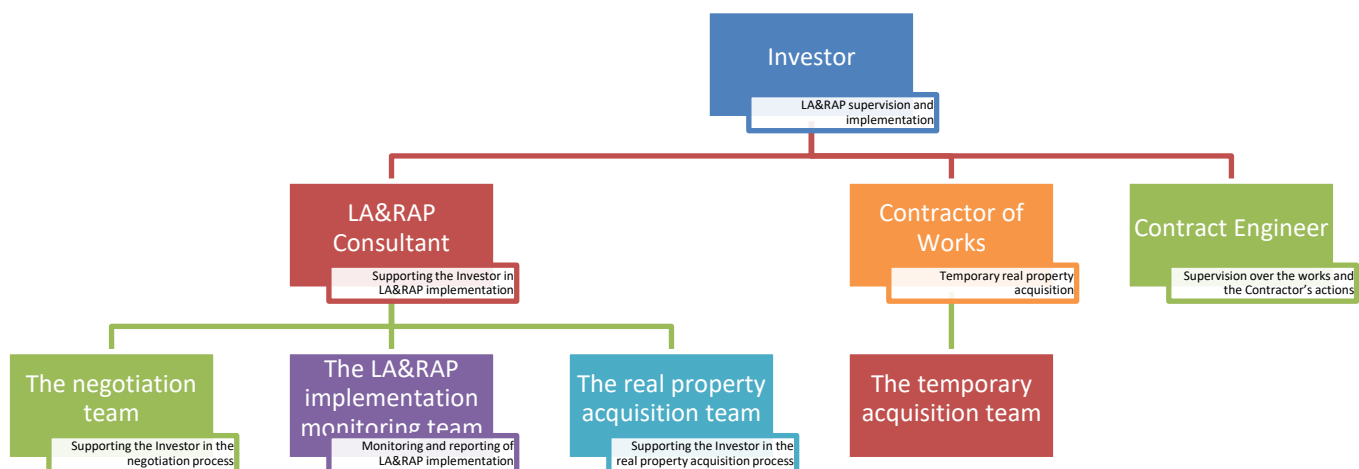 Investor
LA&RAP supervision and
implementation
LA&RAP
Consultant
Supporting the Investor in
LA&RAP implementation
Contractor of
Works
Temporary real property
acquisition
Contract Engineer
Supervision over the works and
the Contractor’s actions
The negotiation
team
Supporting the Investor in the
negotiation process
The LA&RAP
implementation
monitoring team
Monitoring and reporting of
LA&RAP implementation
The real property
acquisition team
Supporting the Investor in the
real property acquisition process
The temporary
acquisition team